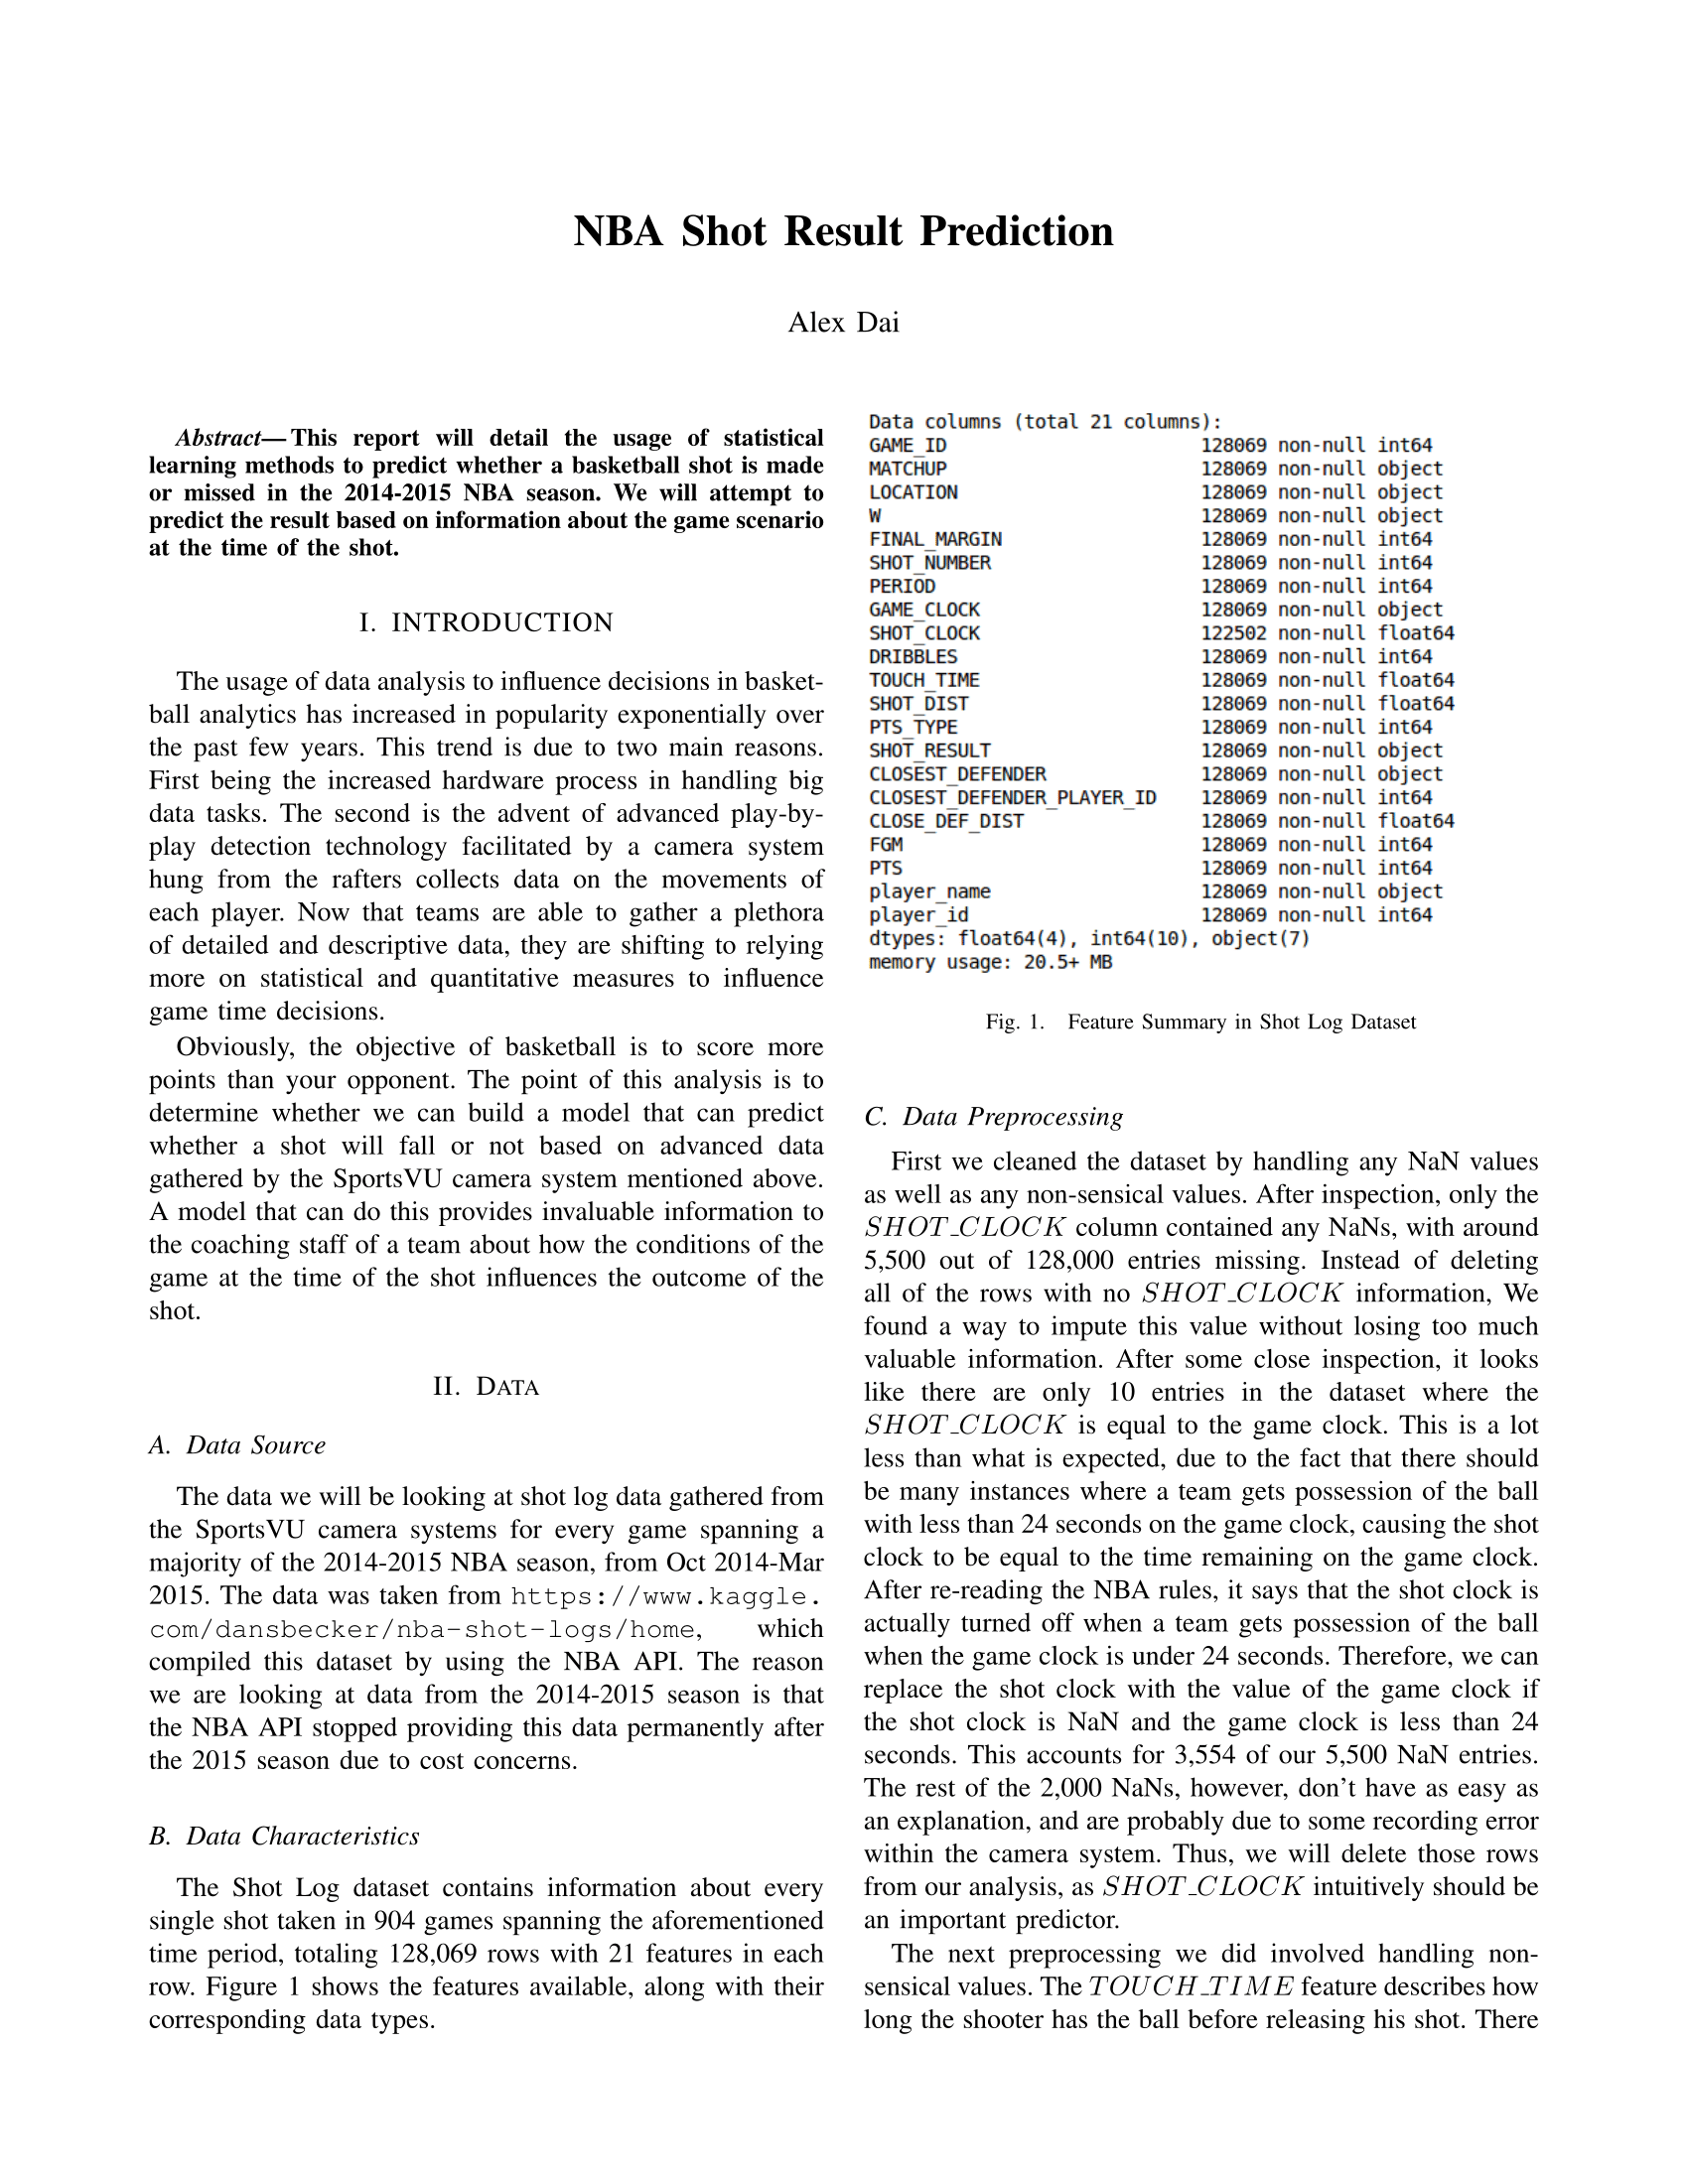 NBA Shot Result Prediction
Alex Dai
Abstract— This report will detail the usage of statistical
learning methods to predict whether a basketball shot is made
or missed in the 2014-2015 NBA season. We will attempt to
predict the result based on information about the game scenario
at the time of the shot.
I. INTRODUCTION
The usage of data analysis to influence decisions in basket-
ball analytics has increased in popularity exponentially over
the past few years. This trend is due to two main reasons.
First being the increased hardware process in handling big
data tasks. The second is the advent of advanced play-by-
play detection technology facilitated by a camera system
hung from the rafters collects data on the movements of
each player. Now that teams are able to gather a plethora
of detailed and descriptive data, they are shifting to relying
more on statistical and quantitative measures to influence
game time decisions.
Obviously, the objective of basketball is to score more
points than your opponent. The point of this analysis is to
determine whether we can build a model that can predict
whether a shot will fall or not based on advanced data
gathered by the SportsVU camera system mentioned above.
A model that can do this provides invaluable information to
the coaching staff of a team about how the conditions of the
game at the time of the shot influences the outcome of the
shot.
II. DATA
A. Data Source
The data we will be looking at shot log data gathered from
the SportsVU camera systems for every game spanning a
majority of the 2014-2015 NBA season, from Oct 2014-Mar
2015. The data was taken from https://www.kaggle.
com/dansbecker/nba-shot-logs/home, which
compiled this dataset by using the NBA API. The reason
we are looking at data from the 2014-2015 season is that
the NBA API stopped providing this data permanently after
the 2015 season due to cost concerns.
B. Data Characteristics
The Shot Log dataset contains information about every
single shot taken in 904 games spanning the aforementioned
time period, totaling 128,069 rows with 21 features in each
row. Figure 1 shows the features available, along with their
corresponding data types.
Data columns (total 21 columns):
GAME_ID 128069 non-null int64
MATCHUP 128069 non-null object
LOCATION 128069 non-null object
W 128069 non-null object
FINAL_MARGIN 128069 non-null int64
SHOT_NUMBER 128069 non-null int64
PERIOD 128069 non-null int64
GAME_CLOCK 128069 non-null object
SHOT_CLOCK 122502 non-null float64
DRIBBLES 128069 non-null int64
TOUCH_TIME 128069 non-null float64
SHOT_DIST 128069 non-null float64
PTS_TYPE 128069 non-null int64
SHOT_RESULT 128069 non-null object
CLOSEST_DEFENDER 128069 non-null object
CLOSEST_DEFENDER_PLAYER_ID 128069 non-null int64
CLOSE_DEF_DIST 128069 non-null float64
FGM 128069 non-null int64
PTS 128069 non-null int64
player_name 128069 non-null object
player_id 128069 non-null int64
dtypes: float64(4), int64(10), object(7)
memory usage: 20.5+ MB
Fig. 1. Feature Summary in Shot Log Dataset
C. Data Preprocessing
First we cleaned the dataset by handling any NaN values
as well as any non-sensical values. After inspection, only the
SHOT_CLOCK column contained any NaNs, with around
5,500 out of 128,000 entries missing. Instead of deleting
all of the rows with no SHOT_CLOCK information, We
found a way to impute this value without losing too much
valuable information. After some close inspection, it looks
like there are only 10 entries in the dataset where the
SHOT_CLOCK is equal to the game clock. This is a lot
less than what is expected, due to the fact that there should
be many instances where a team gets possession of the ball
with less than 24 seconds on the game clock, causing the shot
clock to be equal to the time remaining on the game clock.
After re-reading the NBA rules, it says that the shot clock is
actually turned off when a team gets possession of the ball
when the game clock is under 24 seconds. Therefore, we can
replace the shot clock with the value of the game clock if
the shot clock is NaN and the game clock is less than 24
seconds. This accounts for 3,554 of our 5,500 NaN entries.
The rest of the 2,000 NaNs, however, don't have as easy as
an explanation, and are probably due to some recording error
within the camera system. Thus, we will delete those rows
from our analysis, as SHOT_CLOCK intuitively should be
an important predictor.
The next preprocessing we did involved handling non-
sensical values. The TOUCH_TIME feature describes how
long the shooter has the ball before releasing his shot. There